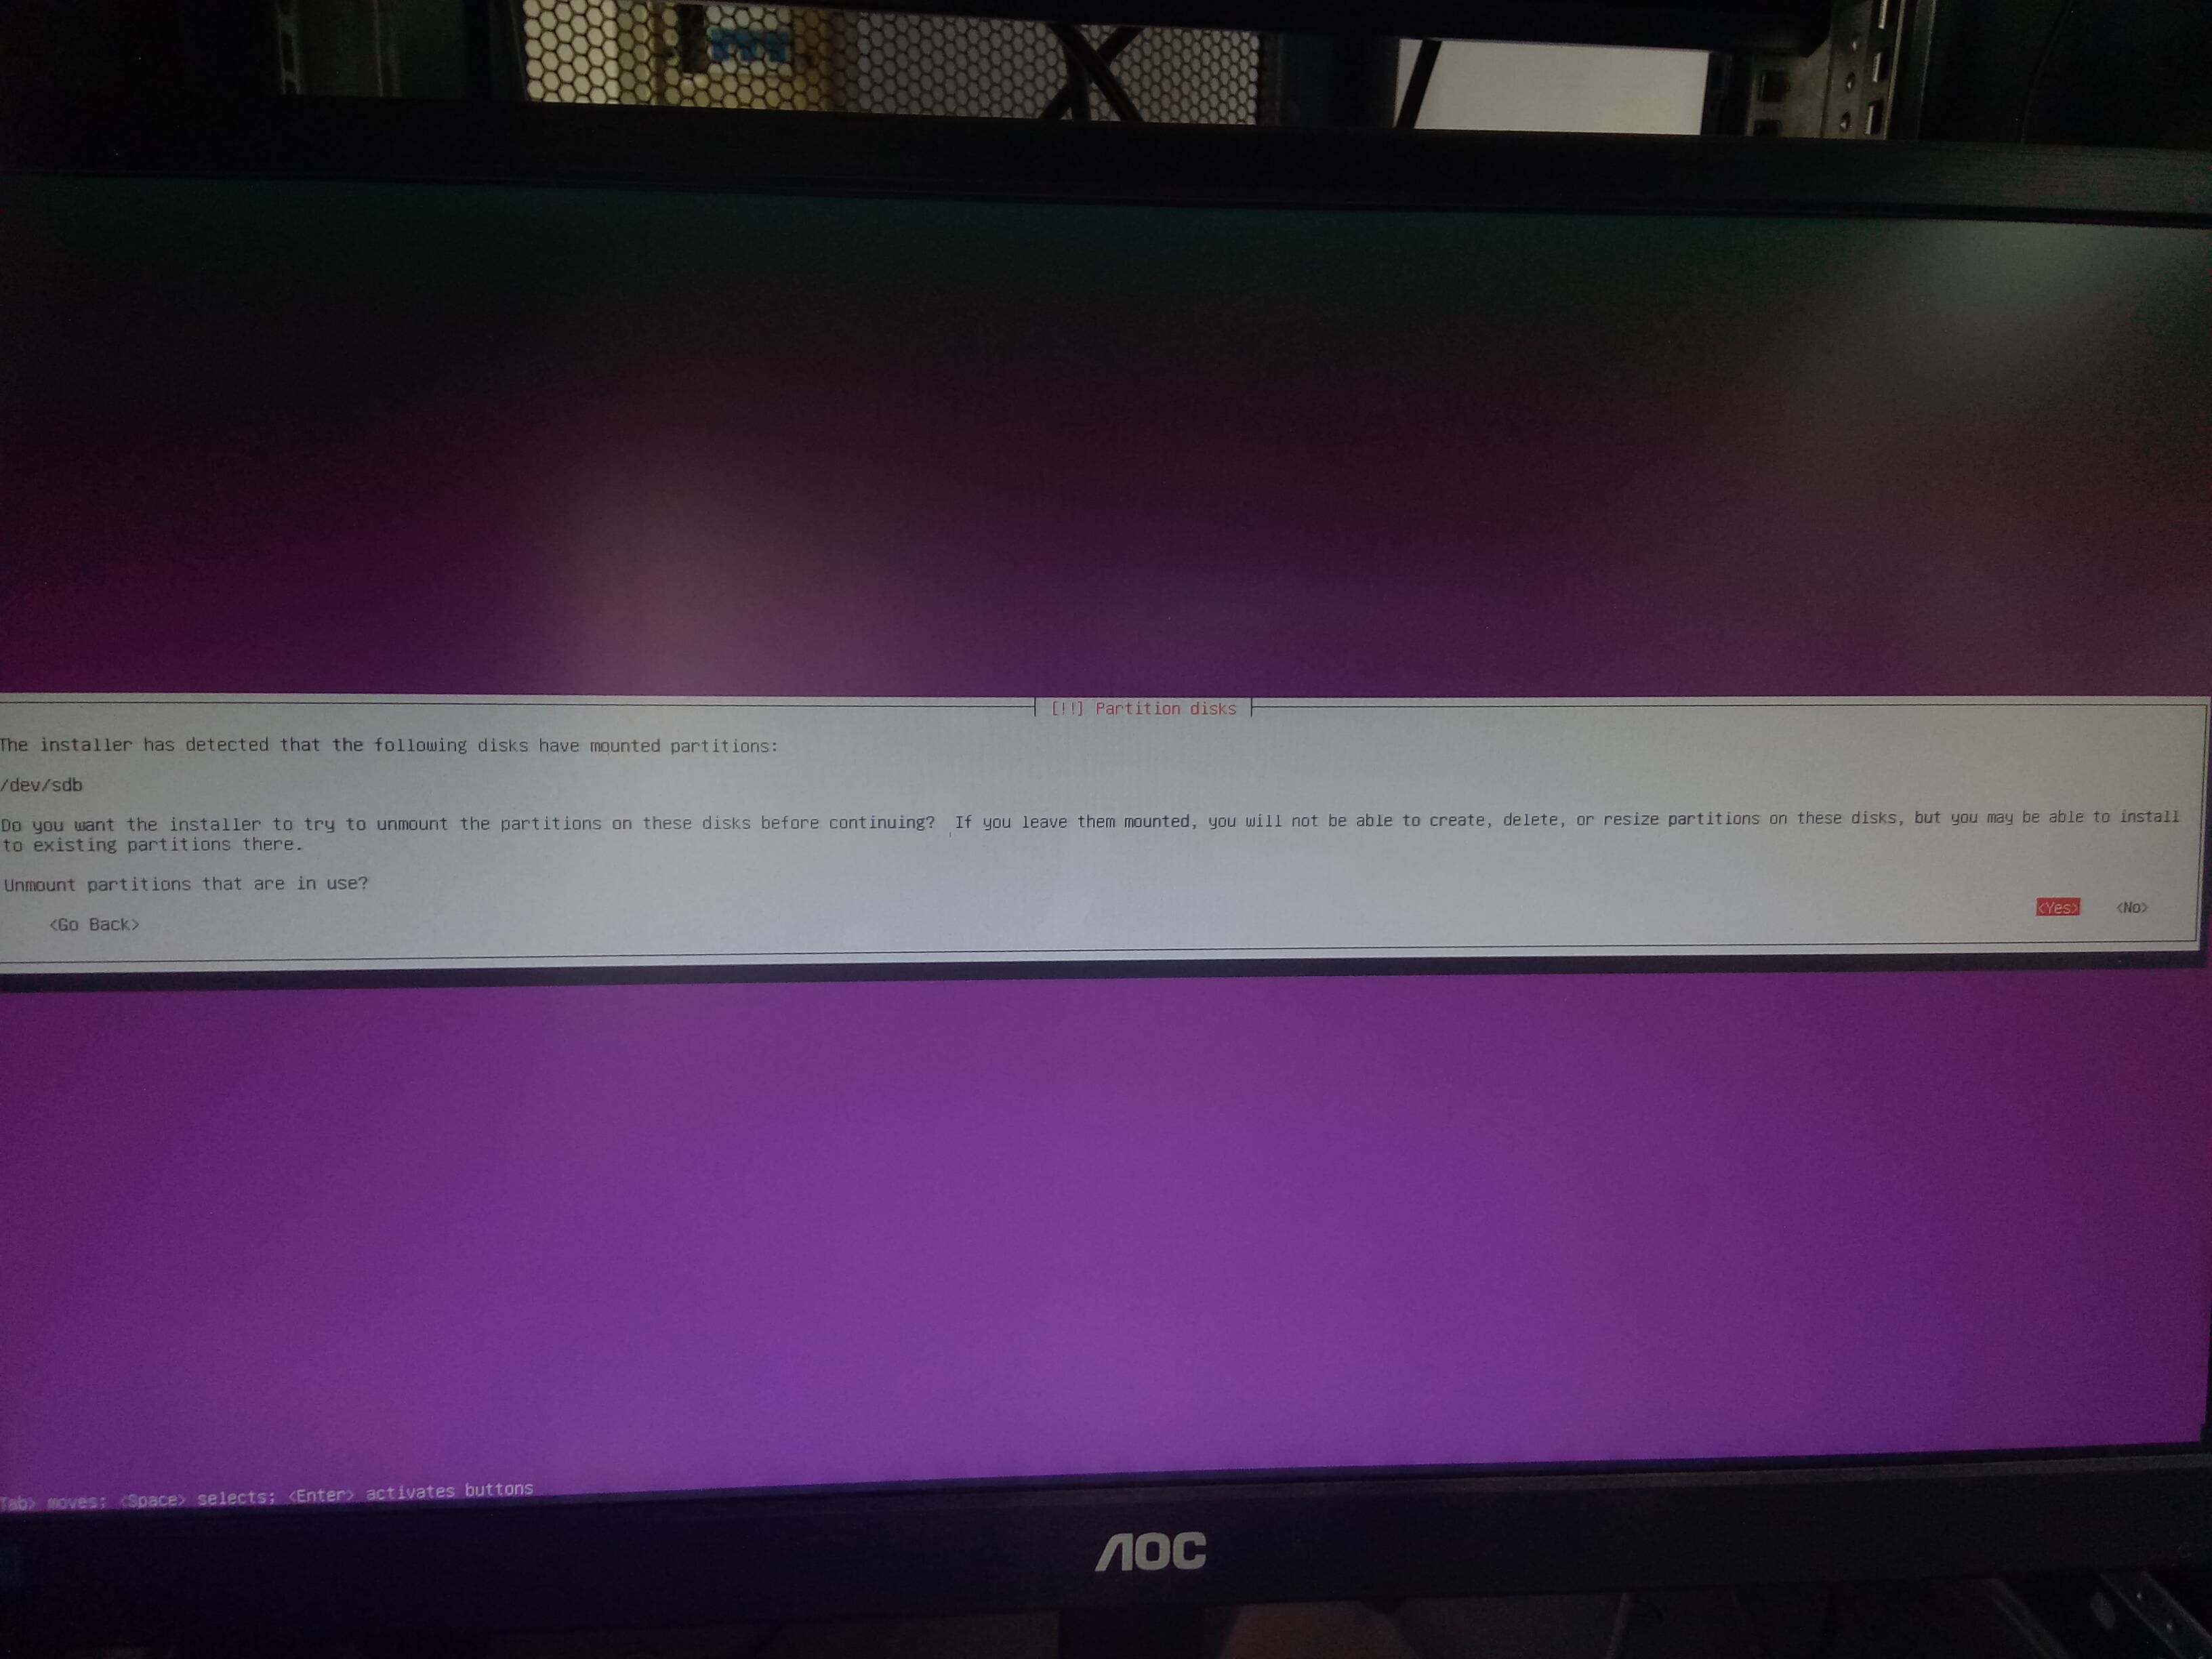 [!!] Partition disks
The installer has detected that the following disks have mounted partitions:
/dev/sdb
Do you want the installer to try to unmount the partitions on these disks before continuing?  If you leave them mounted, you will not be able to create, delete, or resize partitions on these disks, but you may be able to install
to existing partitions there.
Unmount partitions that are in use?
<Go Back> <Yes> <No>
Tab> moves; <Space> selects; <Enter> activates buttons
AOC